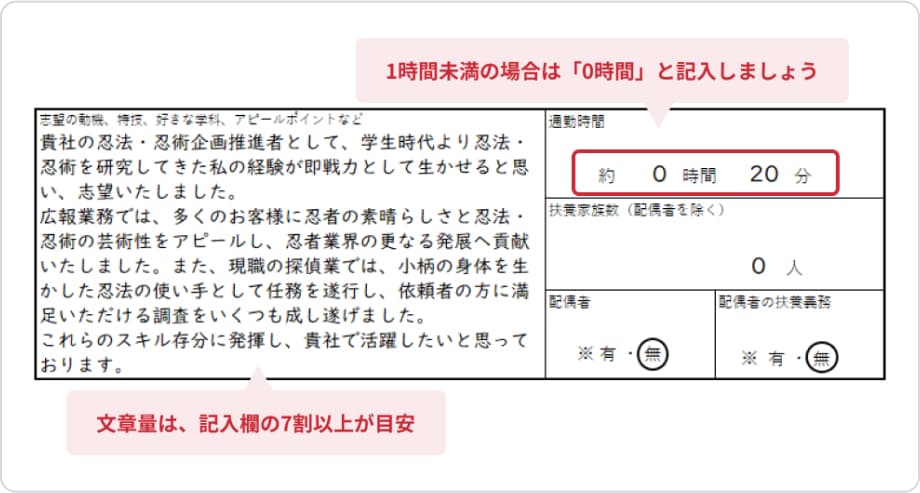 1時間未満の場合は「0時間」と記入しましょう
志望の動機、特技、好きな学科、アピールポイントなど
貴社の忍法・忍術企画推進者として、学生時代より忍法・
忍術を研究してきた私の経験が即戦力として生かせると思
い、志望いたしました。
広報業務では、多くのお客様に忍者の素晴らしさと忍法・
忍術の芸術性をアピールし、忍者業界の更なる発展へ貢献
いたしました。また、現職の探偵業では、小柄の身体を生
かした忍法の使い手として任務を遂行し、依頼者の方に満
足いただける調査をいくつも成し遂げました。
これらのスキル存分に発揮し、貴社で活躍したいと思って
おります。
通勤時間
約 0 時間 20 分
扶養家族数（配偶者を除く）
0 人
配偶者
※ 有 ・ 無
配偶者の扶養義務
※ 有 ・ 無
文章量は、記入欄の7割以上が目安